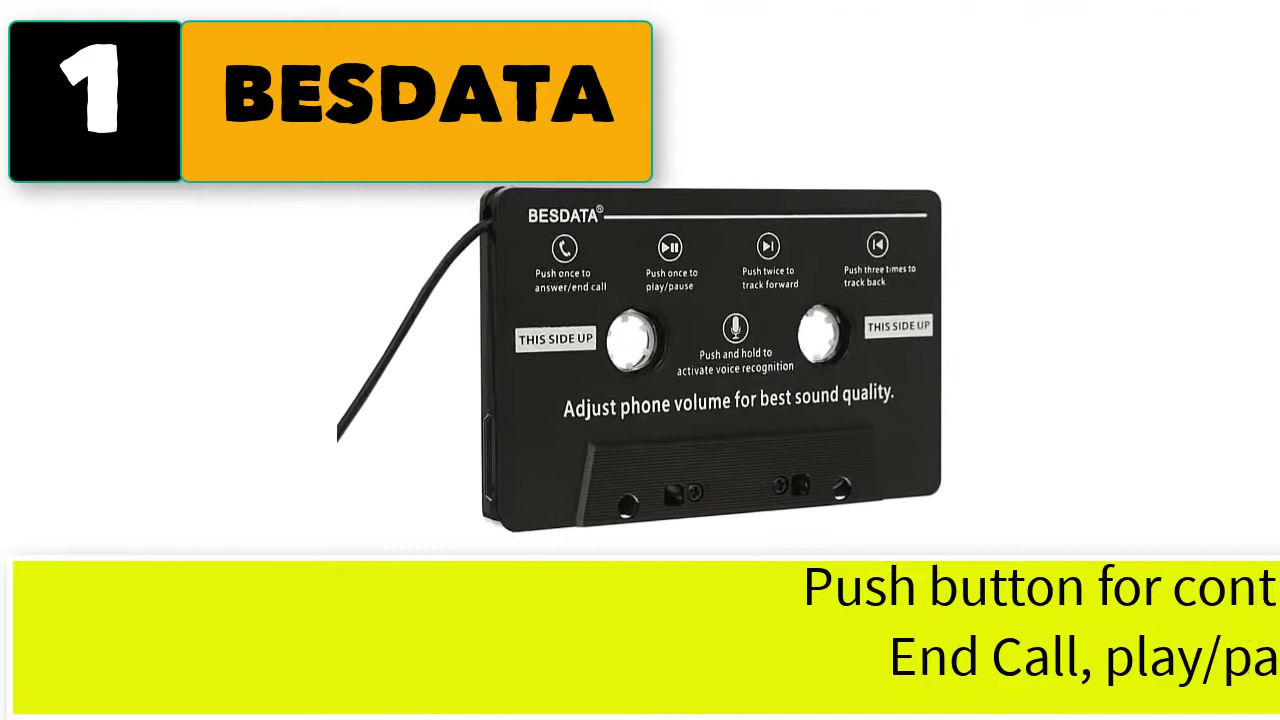 1
BESDATA
BESDATA®
Push once to
answer/end call
Push once to
play/pause
Push twice to
track forward
Push three times to
track back
THIS SIDE UP
Push and hold to
activate voice recognition
THIS SIDE UP
Adjust phone volume for best sound quality.
Push button for cont
End Call, play/pa